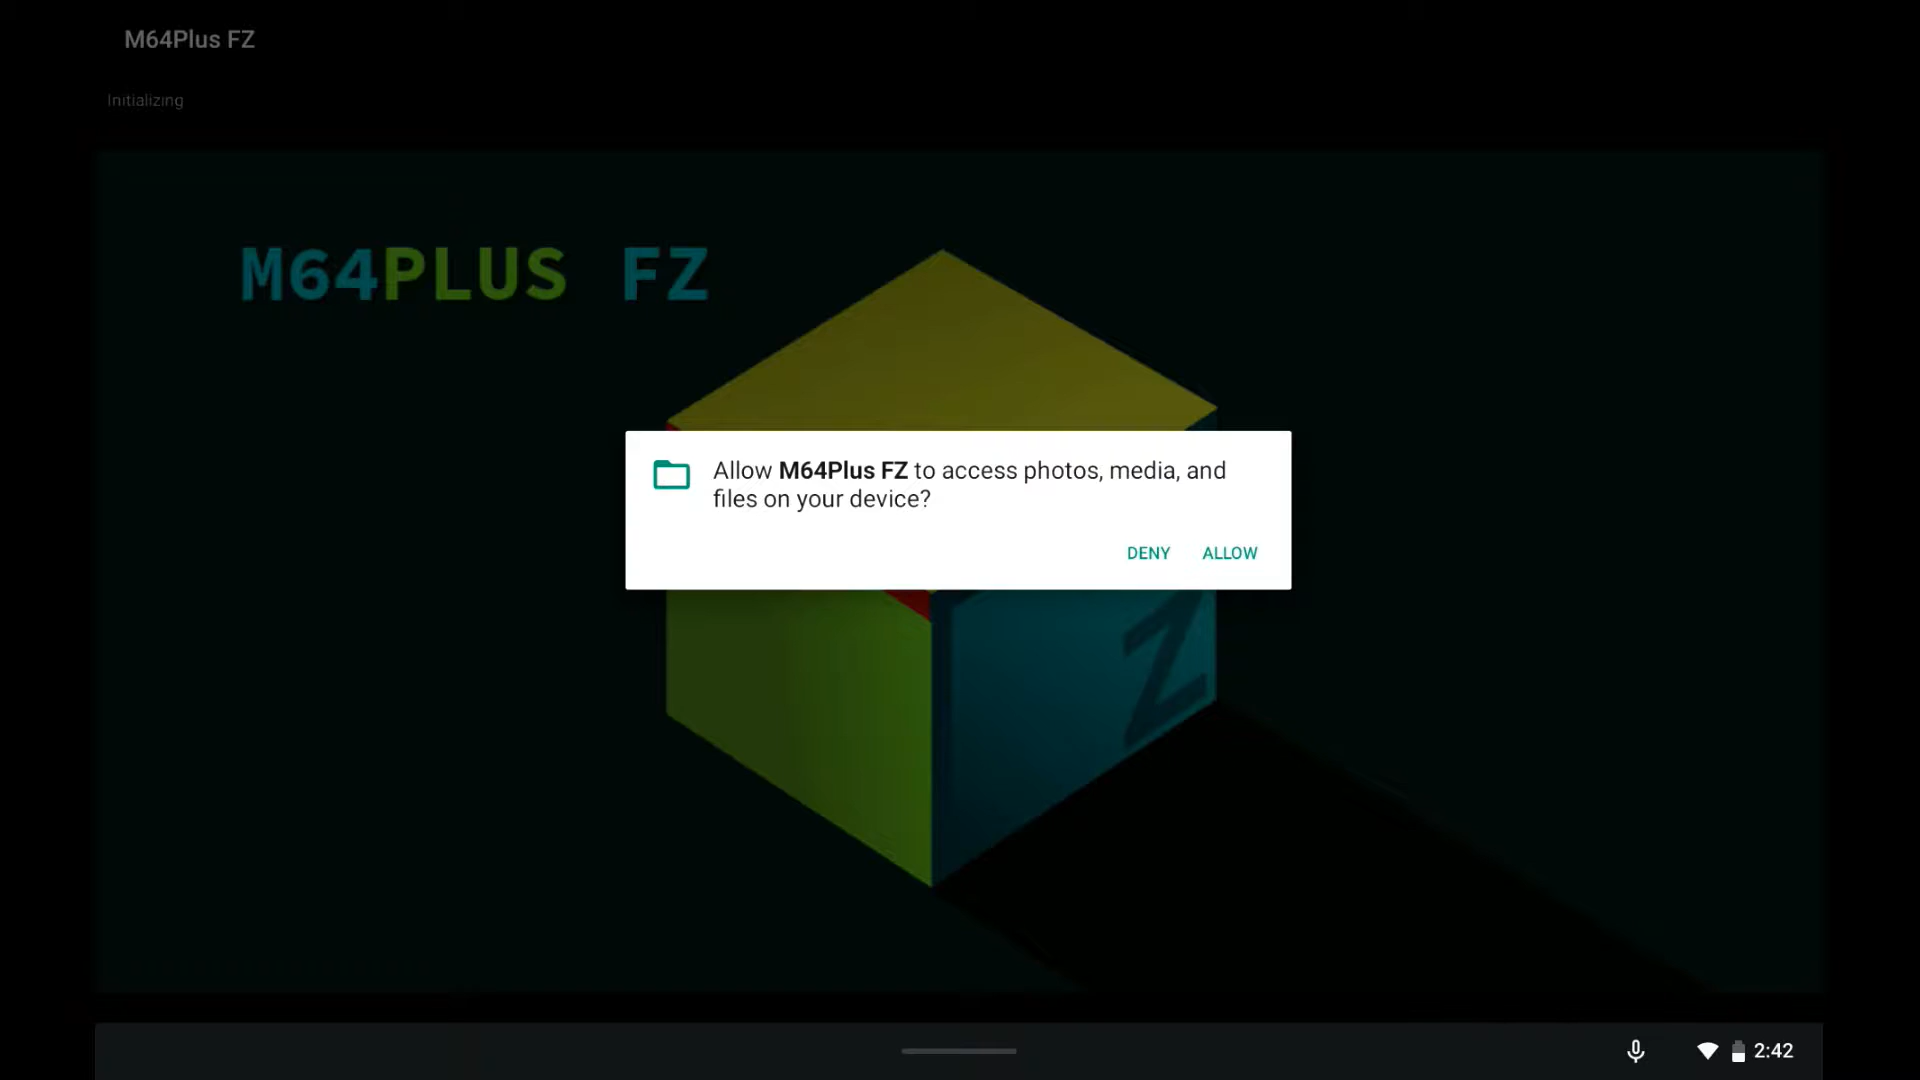 M64Plus FZ
Initializing
M64PLUS FZ
Allow M64Plus FZ to access photos, media, and
files on your device?
DENY ALLOW
Z
2:42